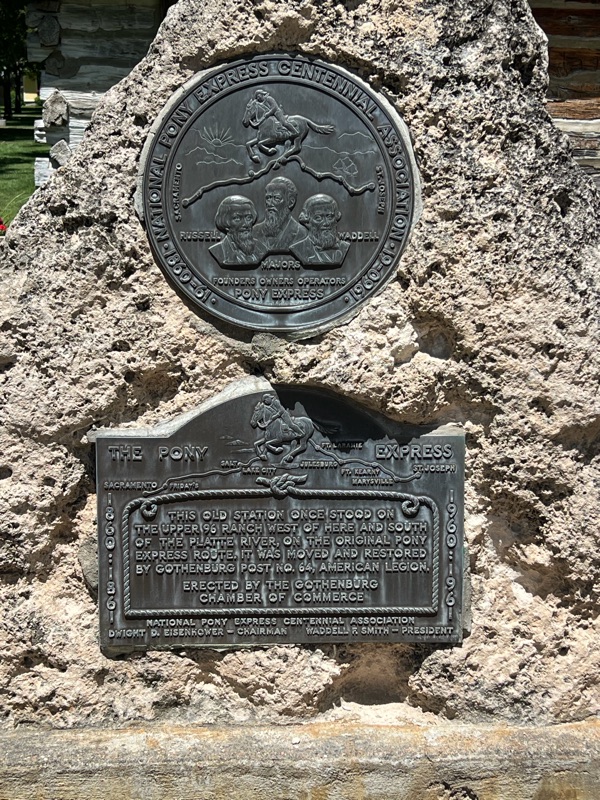 NATIONAL PONY EXPRESS CENTENNIAL ASSOCIATION
SACRAMENTO
ST. JOSEPH
RUSSELL
WADDELL
MAJORS
FOUNDERS OWNERS OPERATORS
PONY EXPRESS
1860-61
1960-61
THE PONY EXPRESS
FT. LARAMIE
SALT LAKE CITY
JULESBURG
FT. KEARNY
MARYSVILLE
ST. JOSEPH
SACRAMENTO
FRIDAY'S
1860-1861
1960-1961
THIS OLD STATION ONCE STOOD ON
THE UPPER 96 RANCH WEST OF HERE AND SOUTH
OF THE PLATTE RIVER, ON THE ORIGINAL PONY
EXPRESS ROUTE. IT WAS MOVED AND RESTORED
BY GOTHENBURG POST NO. 64, AMERICAN LEGION.
ERECTED BY THE GOTHENBURG
CHAMBER OF COMMERCE
NATIONAL PONY EXPRESS CENTENNIAL ASSOCIATION
DWIGHT D. EISENHOWER - CHAIRMAN WADDELL F. SMITH - PRESIDENT